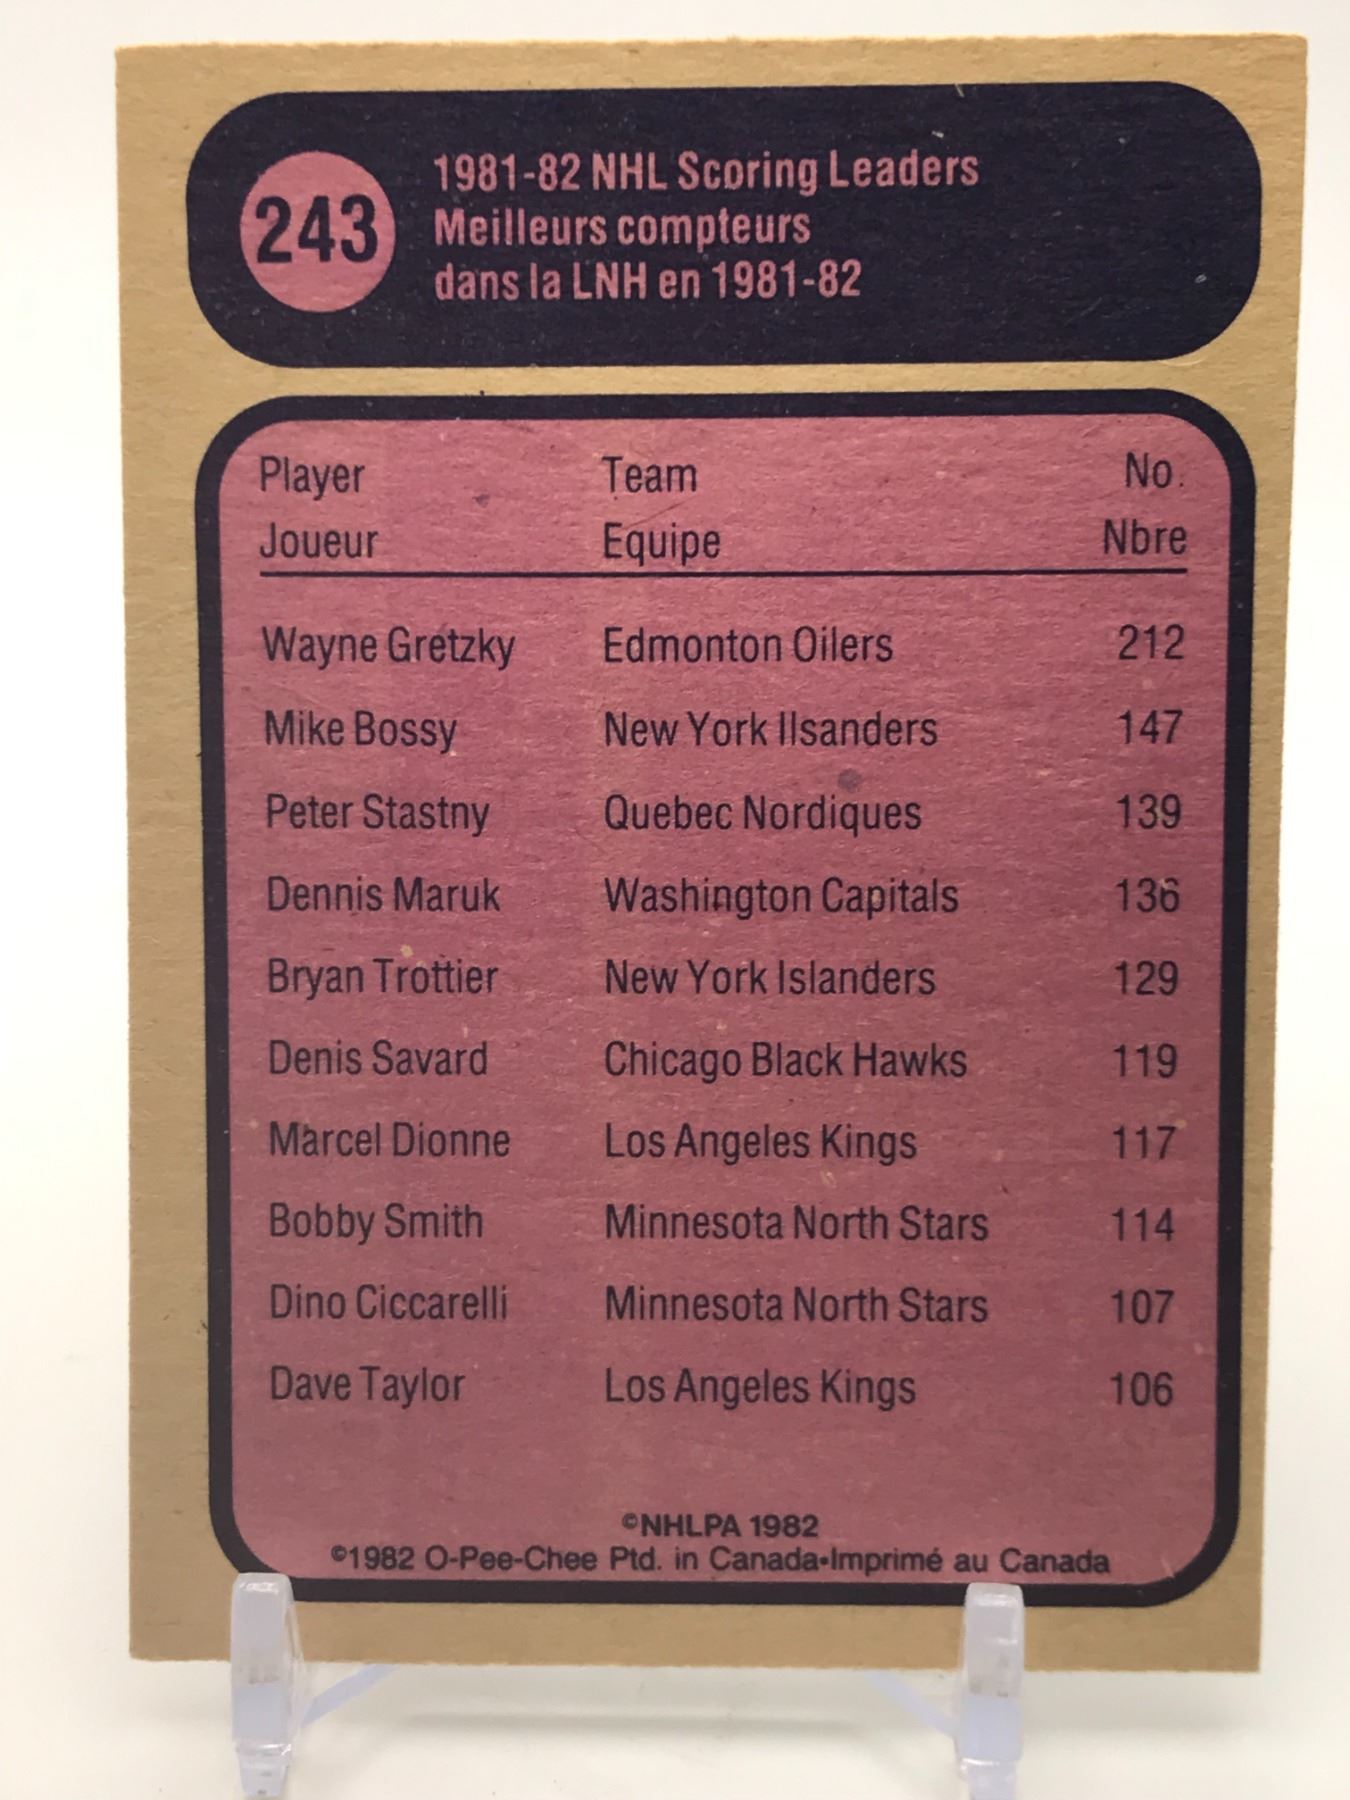 243
1981-82 NHL Scoring Leaders
Meilleurs compteurs
dans la LNH en 1981-82
Player Team No.
Joueur Equipe Nbre
Wayne Gretzky Edmonton Oilers 212
Mike Bossy New York Ilsanders 147
Peter Stastny Quebec Nordiques 139
Dennis Maruk Washington Capitals 136
Bryan Trottier New York Islanders 129
Denis Savard Chicago Black Hawks 119
Marcel Dionne Los Angeles Kings 117
Bobby Smith Minnesota North Stars 114
Dino Ciccarelli Minnesota North Stars 107
Dave Taylor Los Angeles Kings 106
©NHLPA 1982
©1982 O-Pee-Chee Ptd. in Canada•Imprimé au Canada